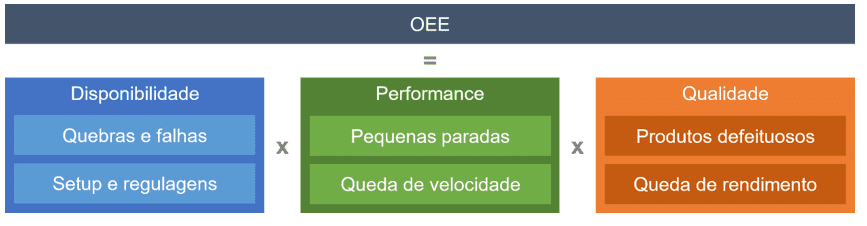 OEE
=
Disponibilidade
Quebras e falhas
Setup e regulagens
x
Performance
Pequenas paradas
Queda de velocidade
x
Qualidade
Produtos defeituosos
Queda de rendimento